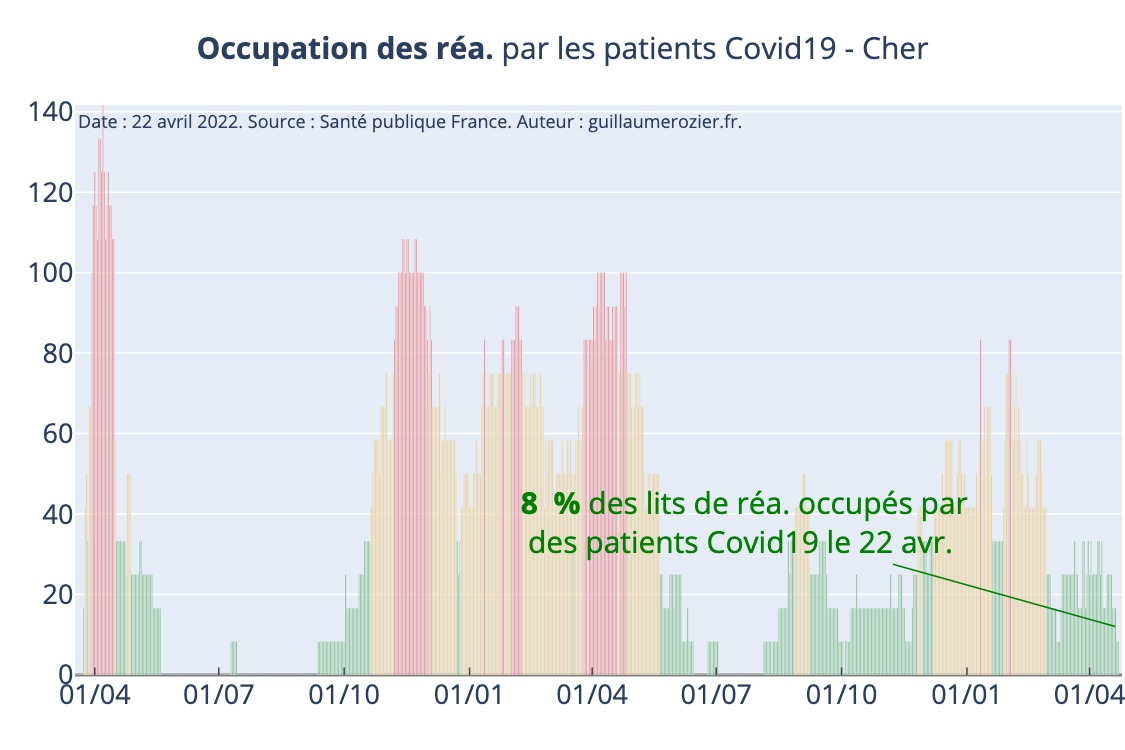 Occupation des réa. par les patients Covid19 - Cher
140
Date : 22 avril 2022. Source : Santé publique France. Auteur : guillaumerozier.fr.
120
100
80
60
40
20
0
8 % des lits de réa. occupés par
des patients Covid19 le 22 avr.
01/04 01/07 01/10 01/01 01/04 01/07 01/10 01/01 01/04